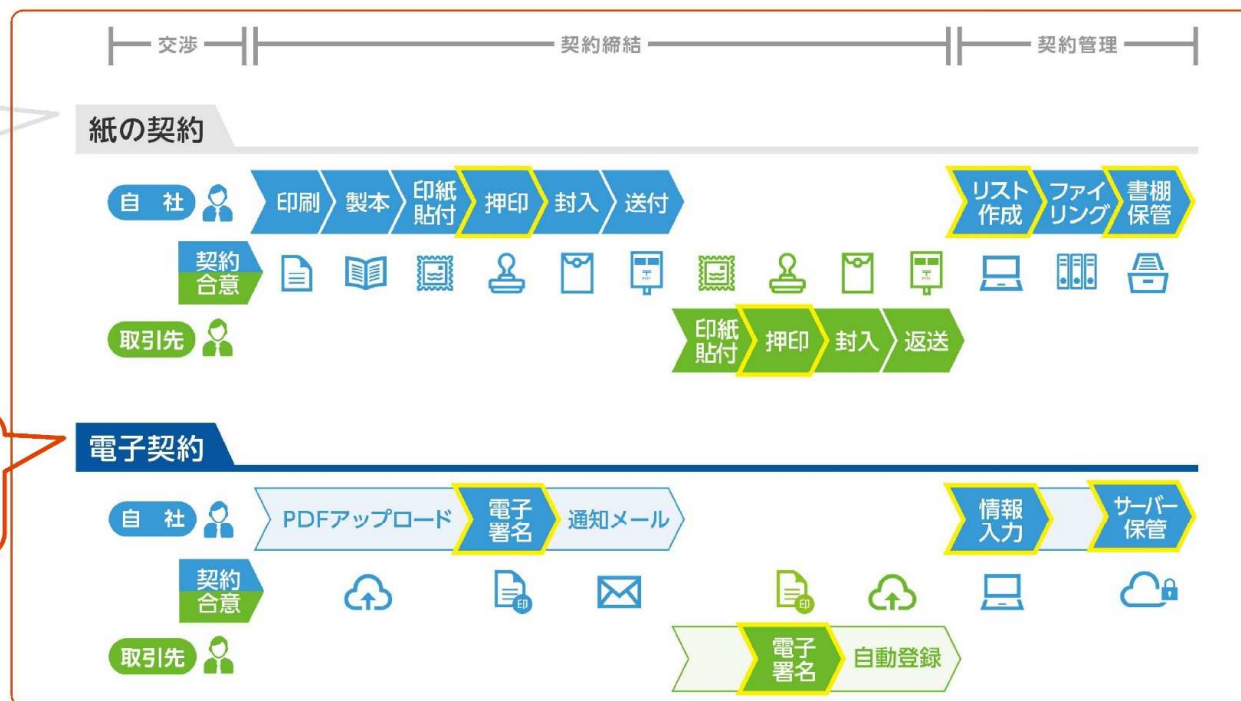 交渉
契約締結
契約管理
紙の契約
自 社
印刷
製本
印紙
貼付
押印
封入
送付
リスト
作成
ファイ
リング
書棚
保管
契約
合意
〒
取引先
印紙
貼付
押印
封入
返送
電子契約
自 社
PDFアップロード
電子
署名
通知メール
情報
入力
サーバー
保管
契約
合意
印
印
取引先
電子
署名
自動登録